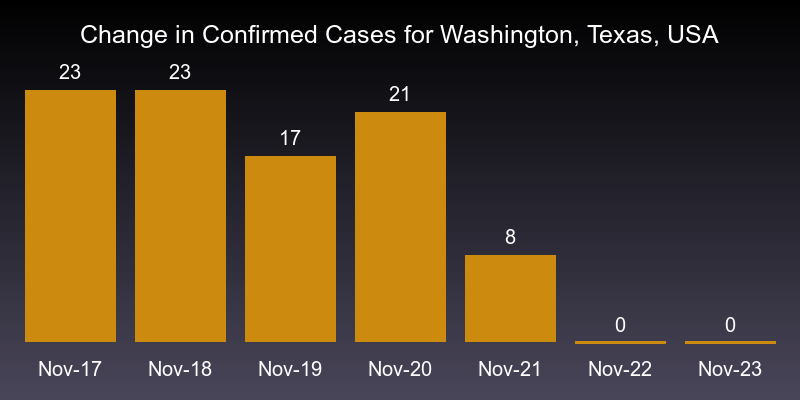 Change in Confirmed Cases for Washington, Texas, USA
23 23 17 21 8 0 0
Nov-17 Nov-18 Nov-19 Nov-20 Nov-21 Nov-22 Nov-23